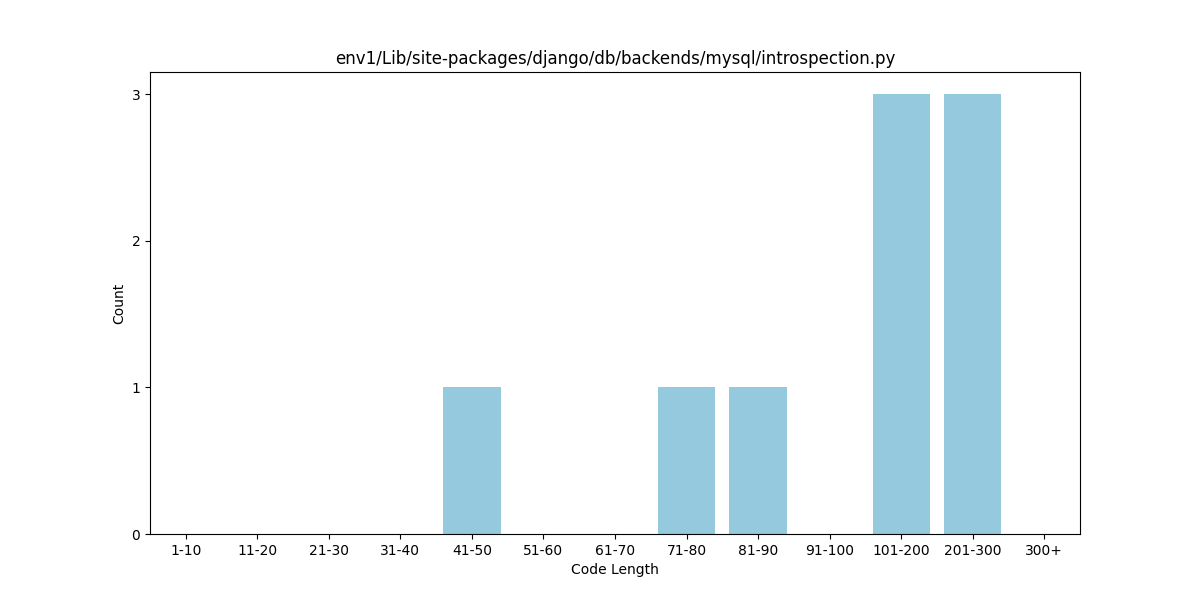 env1/Lib/site-packages/django/db/backends/mysql/introspection.py
3
2
1
0
Count
1-10 11-20 21-30 31-40 41-50 51-60 61-70 71-80 81-90 91-100 101-200 201-300 300+
Code Length